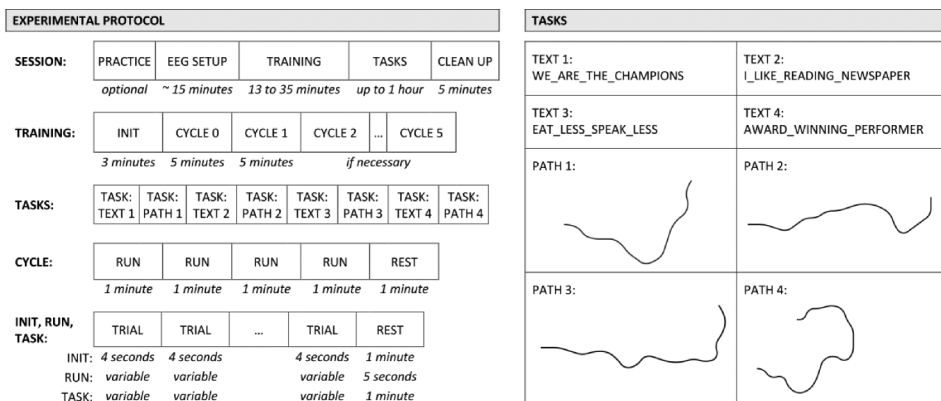 EXPERIMENTAL PROTOCOL
SESSION: PRACTICE EEG SETUP TRAINING TASKS CLEAN UP
optional ~ 15 minutes 13 to 35 minutes up to 1 hour 5 minutes
TRAINING: INIT CYCLE 0 CYCLE 1 CYCLE 2 ... CYCLE 5
3 minutes 5 minutes 5 minutes if necessary
TASKS: TASK: TEXT 1 TASK: PATH 1 TASK: TEXT 2 TASK: PATH 2 TASK: TEXT 3 TASK: PATH 3 TASK: TEXT 4 TASK: PATH 4
CYCLE: RUN RUN RUN RUN REST
1 minute 1 minute 1 minute 1 minute 1 minute
INIT, RUN, TASK: TRIAL TRIAL ... TRIAL REST
INIT: 4 seconds 4 seconds 4 seconds 1 minute
RUN: variable variable variable 5 seconds
TASK: variable variable variable 1 minute
TASKS
TEXT 1:
WE_ARE_THE_CHAMPIONS
TEXT 2:
I_LIKE_READING_NEWSPAPER
TEXT 3:
EAT_LESS_SPEAK_LESS
TEXT 4:
AWARD_WINNING_PERFORMER
PATH 1:
PATH 2:
PATH 3:
PATH 4: